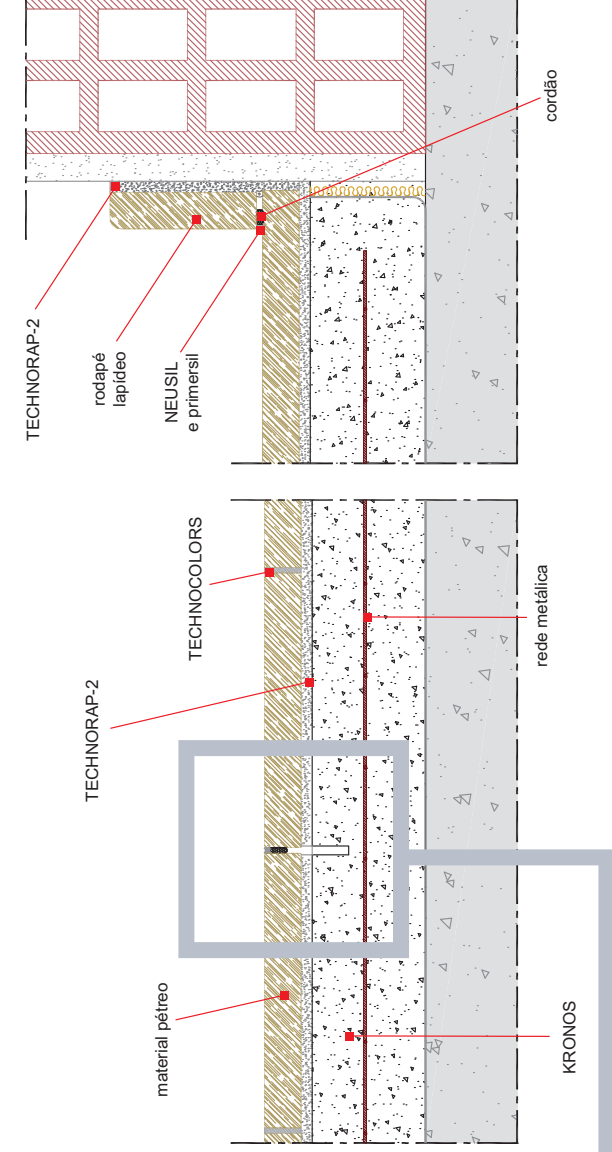 TECHNORAP-2
rodapé
lapídeo
NEUSIL
e primersil
cordão
TECHNORAP-2
TECHNOCOLORS
material pétreo
rede metálica
KRONOS